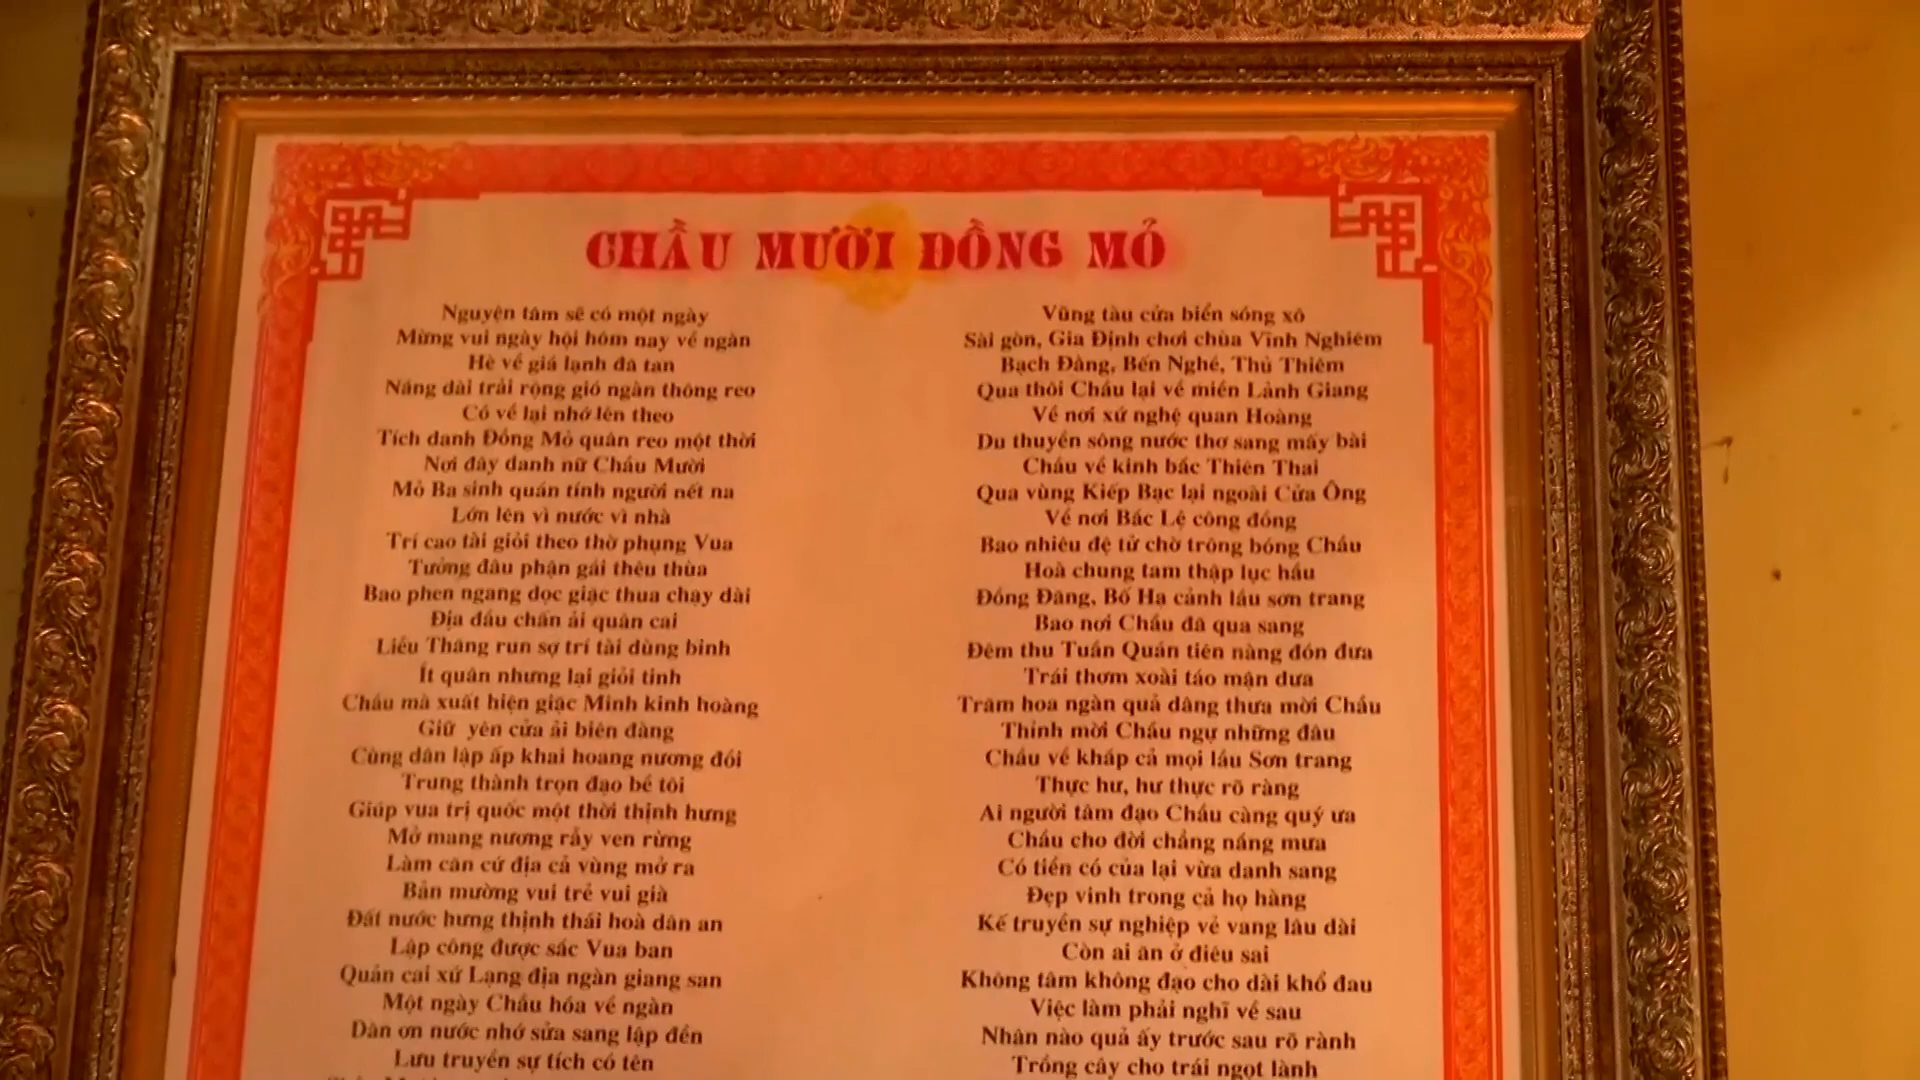 CHẦU MƯỜI ĐỒNG MỎ
Nguyện tâm sẽ có một ngày
Mừng vui ngày hội hôm nay về ngàn
Hè về giá lạnh đã tan
Nắng dài trải rộng gió ngàn thông reo
Cố về lại nhớ lên theo
Tích danh Đồng Mỏ quân reo một thời
Nơi đây danh nữ Chầu Mười
Mỏ Ba sinh quán tính người nết na
Lớn lên vì nước vì nhà
Trí cao tài giỏi theo thờ phụng Vua
Tưởng đâu phận gái thêu thùa
Bao phen ngang dọc giặc thua chạy dài
Địa đầu chấn ải quân cai
Liễu Thăng run sợ trí tài dùng binh
Ít quân nhưng lại giỏi tinh
Chầu mà xuất hiện giặc Minh kinh hoàng
Giữ yên cửa ải biên đàng
Cùng dân lập ấp khai hoang nương đồi
Trung thành trọn đạo bề tôi
Giúp vua trị quốc một thời thịnh hưng
Mở mang nương rẫy ven rừng
Làm căn cứ địa cả vùng mở ra
Bản mường vui trẻ vui già
Đất nước hưng thịnh thái hoà dân an
Lập công được sắc Vua ban
Quản cai xứ Lạng địa ngàn giang san
Một ngày Chầu hóa về ngàn
Dân ơn nước nhớ sửa sang lập đền
Lưu truyền sự tích có tên
Vũng tàu cửa biển sóng xô
Sài gòn, Gia Định chơi chùa Vĩnh Nghiêm
Bạch Đằng, Bến Nghé, Thủ Thiêm
Qua thôi Chầu lại về miền Lảnh Giang
Về nơi xứ nghệ quan Hoàng
Du thuyền sông nước thơ sang mấy bài
Chầu về kinh bắc Thiên Thai
Qua vùng Kiếp Bạc lại ngoài Cửa Ông
Về nơi Bắc Lệ công đồng
Bao nhiêu đệ tử chờ trông bóng Chầu
Hoà chung tam thập lục hầu
Đồng Đăng, Bố Hạ cảnh lầu sơn trang
Bao nơi Chầu đã qua sang
Đêm thu Tuần Quán tiên nàng đón đưa
Trái thơm xoài táo mận dưa
Trăm hoa ngàn quả dâng thưa mời Chầu
Thỉnh mời Chầu ngự những đâu
Chầu về khắp cả mọi lầu Sơn trang
Thực hư, hư thực rõ ràng
Ai người tâm đạo Chầu càng quý ưa
Chầu cho đời chẳng nắng mưa
Có tiền có của lại vừa danh sang
Đẹp vinh trong cả họ hàng
Kế truyền sự nghiệp vẻ vang lâu dài
Còn ai ăn ở điêu sai
Không tâm không đạo cho dài khổ đau
Việc làm phải nghĩ về sau
Nhân nào quả ấy trước sau rõ rành
Trồng cây cho trái ngọt lành